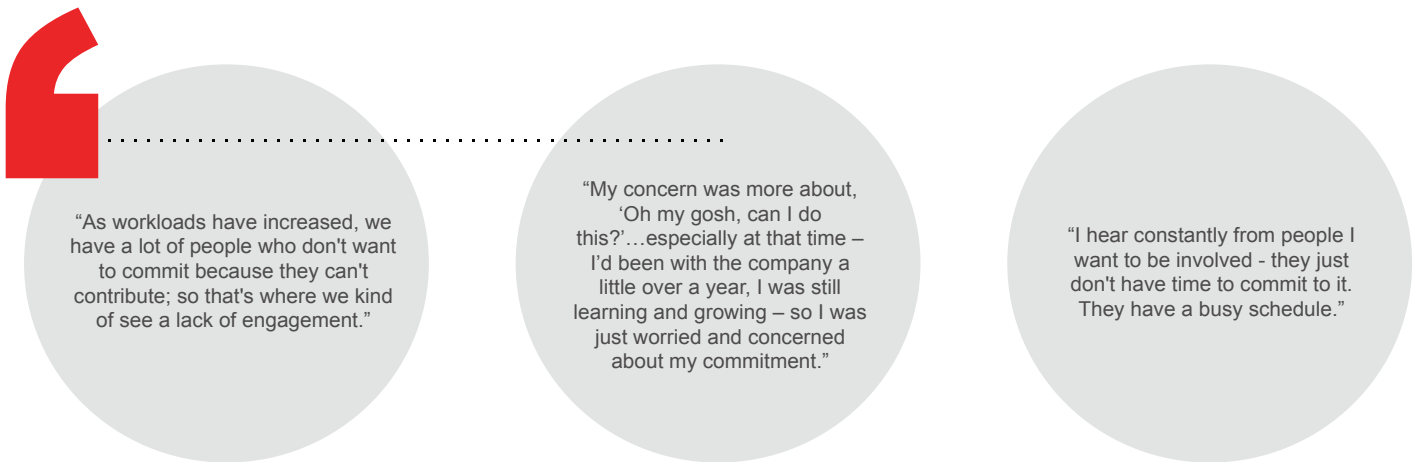 “As workloads have increased, we
have a lot of people who don't want
to commit because they can't
contribute; so that's where we kind
of see a lack of engagement.”
“My concern was more about,
‘Oh my gosh, can I do
this?’…especially at that time –
I’d been with the company a
little over a year, I was still
learning and growing – so I was
just worried and concerned
about my commitment.”
“I hear constantly from people I
want to be involved - they just
don't have time to commit to it.
They have a busy schedule.”